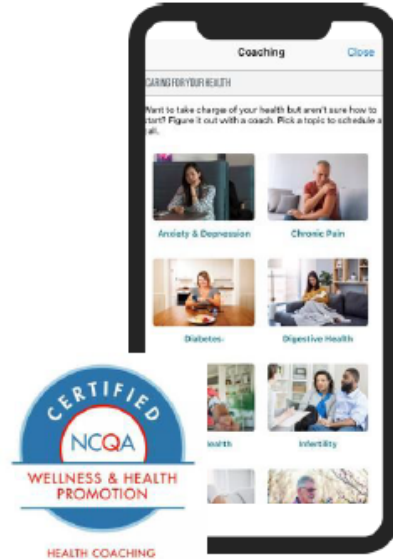 Coaching Close
CARING FOR YOUR HEALTH
Want to take charge of your health but aren't sure how to
start? Figure it out with a coach. Pick a topic to schedule a
call.
Anxiety & Depression Chronic Pain
Diabetes- Digestive Health
Health Infertility
CERTIFIED
NCQA
WELLNESS & HEALTH
PROMOTION
HEALTH COACHING